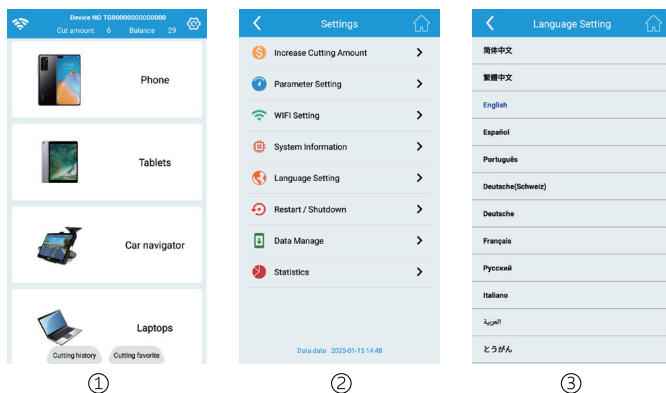 Device NO TG00000000000000
Cut amount 6 Balance 29
Phone
Tablets
Car navigator
Laptops
Cutting history Cutting favorite
①
Settings
Increase Cutting Amount
Parameter Setting
WIFI Setting
System Information
Language Setting
Restart / Shutdown
Data Manage
Statistics
Data date 2025-01-15 14:48
②
Language Setting
简体中文
繁體中文
English
Español
Português
Deutsche(Schweiz)
Deutsche
Français
Русский
Italiano
العربية
とうがん
③